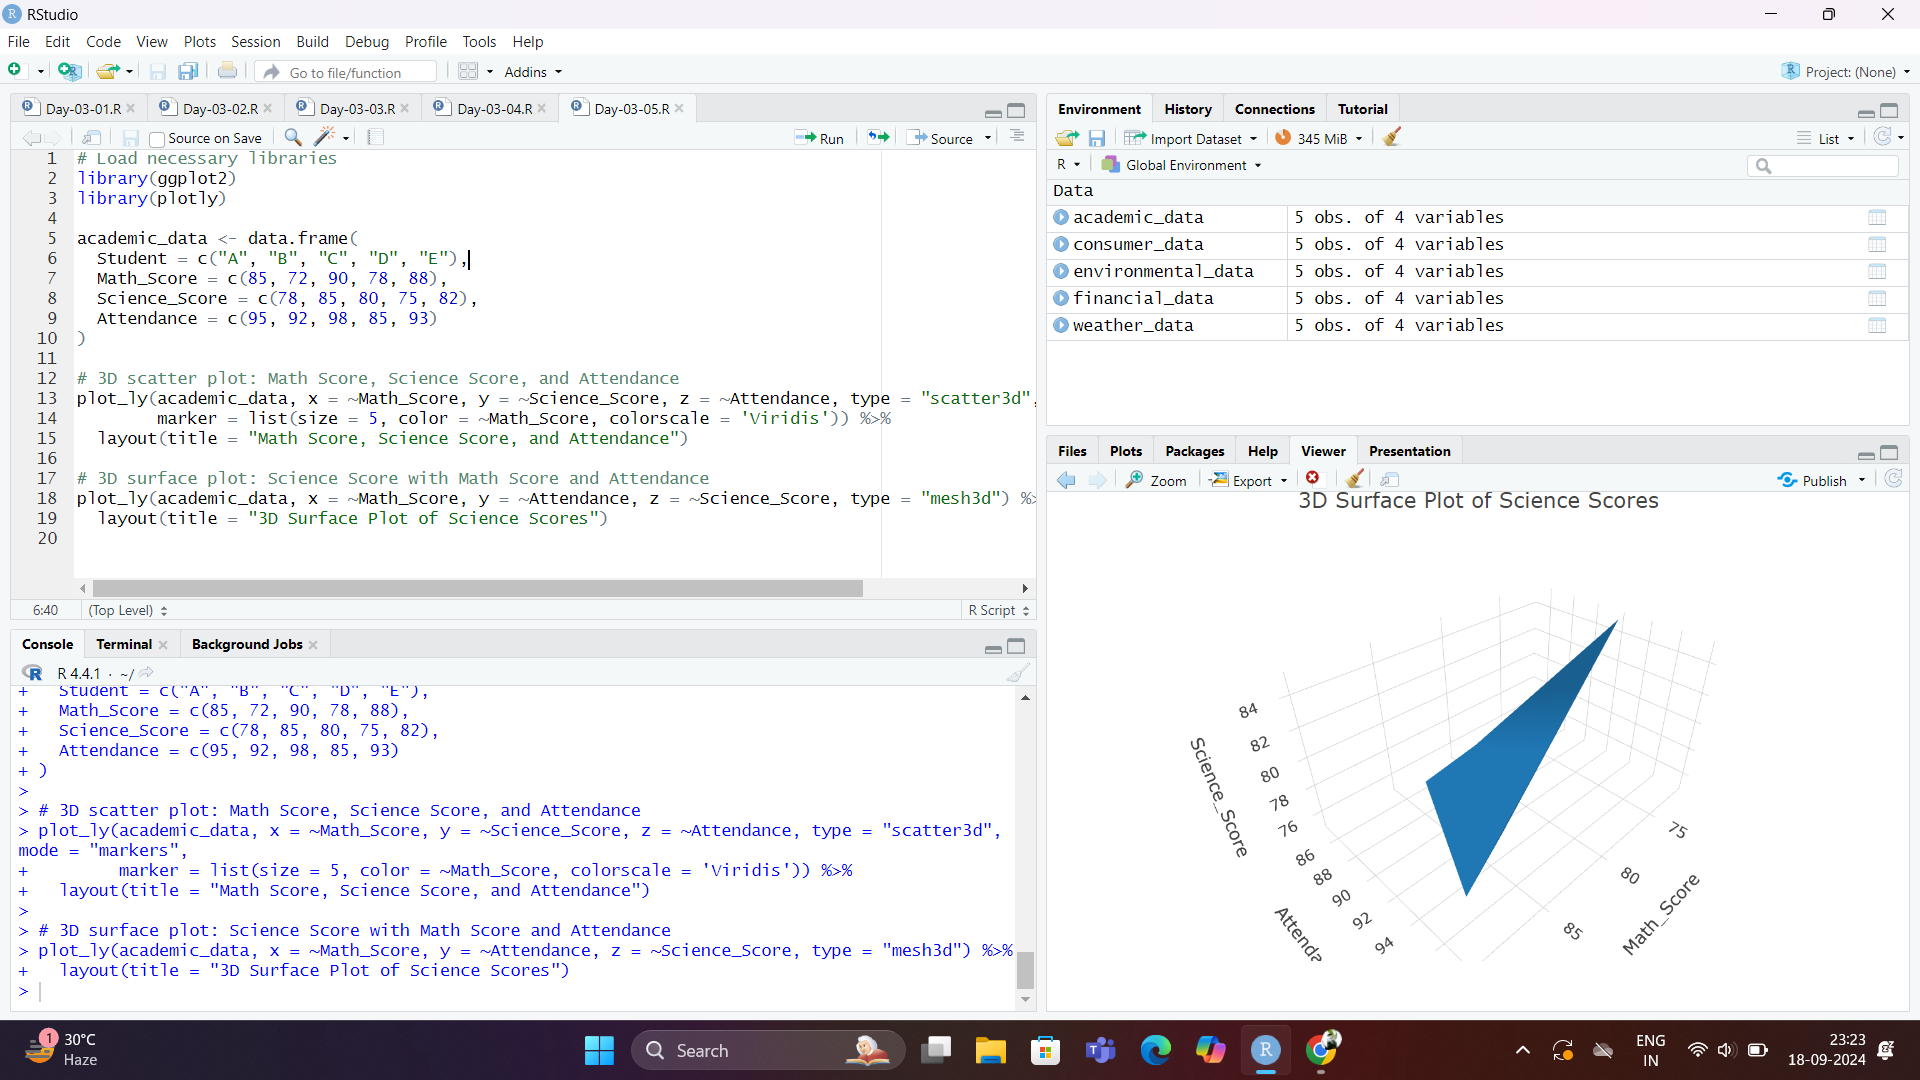 RStudio
File Edit Code View Plots Session Build Debug Profile Tools Help
Go to file/function Addins Project: (None)
Day-03-01.R Day-03-02.R Day-03-03.R Day-03-04.R Day-03-05.R
Source on Save Run Source
1 # Load necessary libraries
2 library(ggplot2)
3 library(plotly)
4
5 academic_data <- data.frame(
6 Student = c("A", "B", "C", "D", "E"),
7 Math_Score = c(85, 72, 90, 78, 88),
8 Science_Score = c(78, 85, 80, 75, 82),
9 Attendance = c(95, 92, 98, 85, 93)
10 )
11
12 # 3D scatter plot: Math Score, Science Score, and Attendance
13 plot_ly(academic_data, x = ~Math_Score, y = ~Science_Score, z = ~Attendance, type = "scatter3d",
14 marker = list(size = 5, color = ~Math_Score, colorscale = 'Viridis')) %>%
15 layout(title = "Math Score, Science Score, and Attendance")
16
17 # 3D surface plot: Science Score with Math Score and Attendance
18 plot_ly(academic_data, x = ~Math_Score, y = ~Attendance, z = ~Science_Score, type = "mesh3d") %>
19 layout(title = "3D Surface Plot of Science Scores")
20
6:40 (Top Level) R Script
Console Terminal Background Jobs
R 4.4.1 · ~/
+ Student = c("A", "B", "C", "D", "E"),
+ Math_Score = c(85, 72, 90, 78, 88),
+ Science_Score = c(78, 85, 80, 75, 82),
+ Attendance = c(95, 92, 98, 85, 93)
+ )
>
> # 3D scatter plot: Math Score, Science Score, and Attendance
> plot_ly(academic_data, x = ~Math_Score, y = ~Science_Score, z = ~Attendance, type = "scatter3d",
mode = "markers",
+ marker = list(size = 5, color = ~Math_Score, colorscale = 'Viridis')) %>%
+ layout(title = "Math Score, Science Score, and Attendance")
>
> # 3D surface plot: Science Score with Math Score and Attendance
> plot_ly(academic_data, x = ~Math_Score, y = ~Attendance, z = ~Science_Score, type = "mesh3d") %>%
+ layout(title = "3D Surface Plot of Science Scores")
>
Environment History Connections Tutorial
Import Dataset 345 MiB List
R Global Environment
Data
academic_data 5 obs. of 4 variables
consumer_data 5 obs. of 4 variables
environmental_data 5 obs. of 4 variables
financial_data 5 obs. of 4 variables
weather_data 5 obs. of 4 variables
Files Plots Packages Help Viewer Presentation
Zoom Export Publish
3D Surface Plot of Science Scores
84
82
80
78
76
Science_Score
86
88
90
92
94
Attenda
75
80
85
Math_Score
1 30°C
Haze
Search
ENG
IN
23:23
18-09-2024